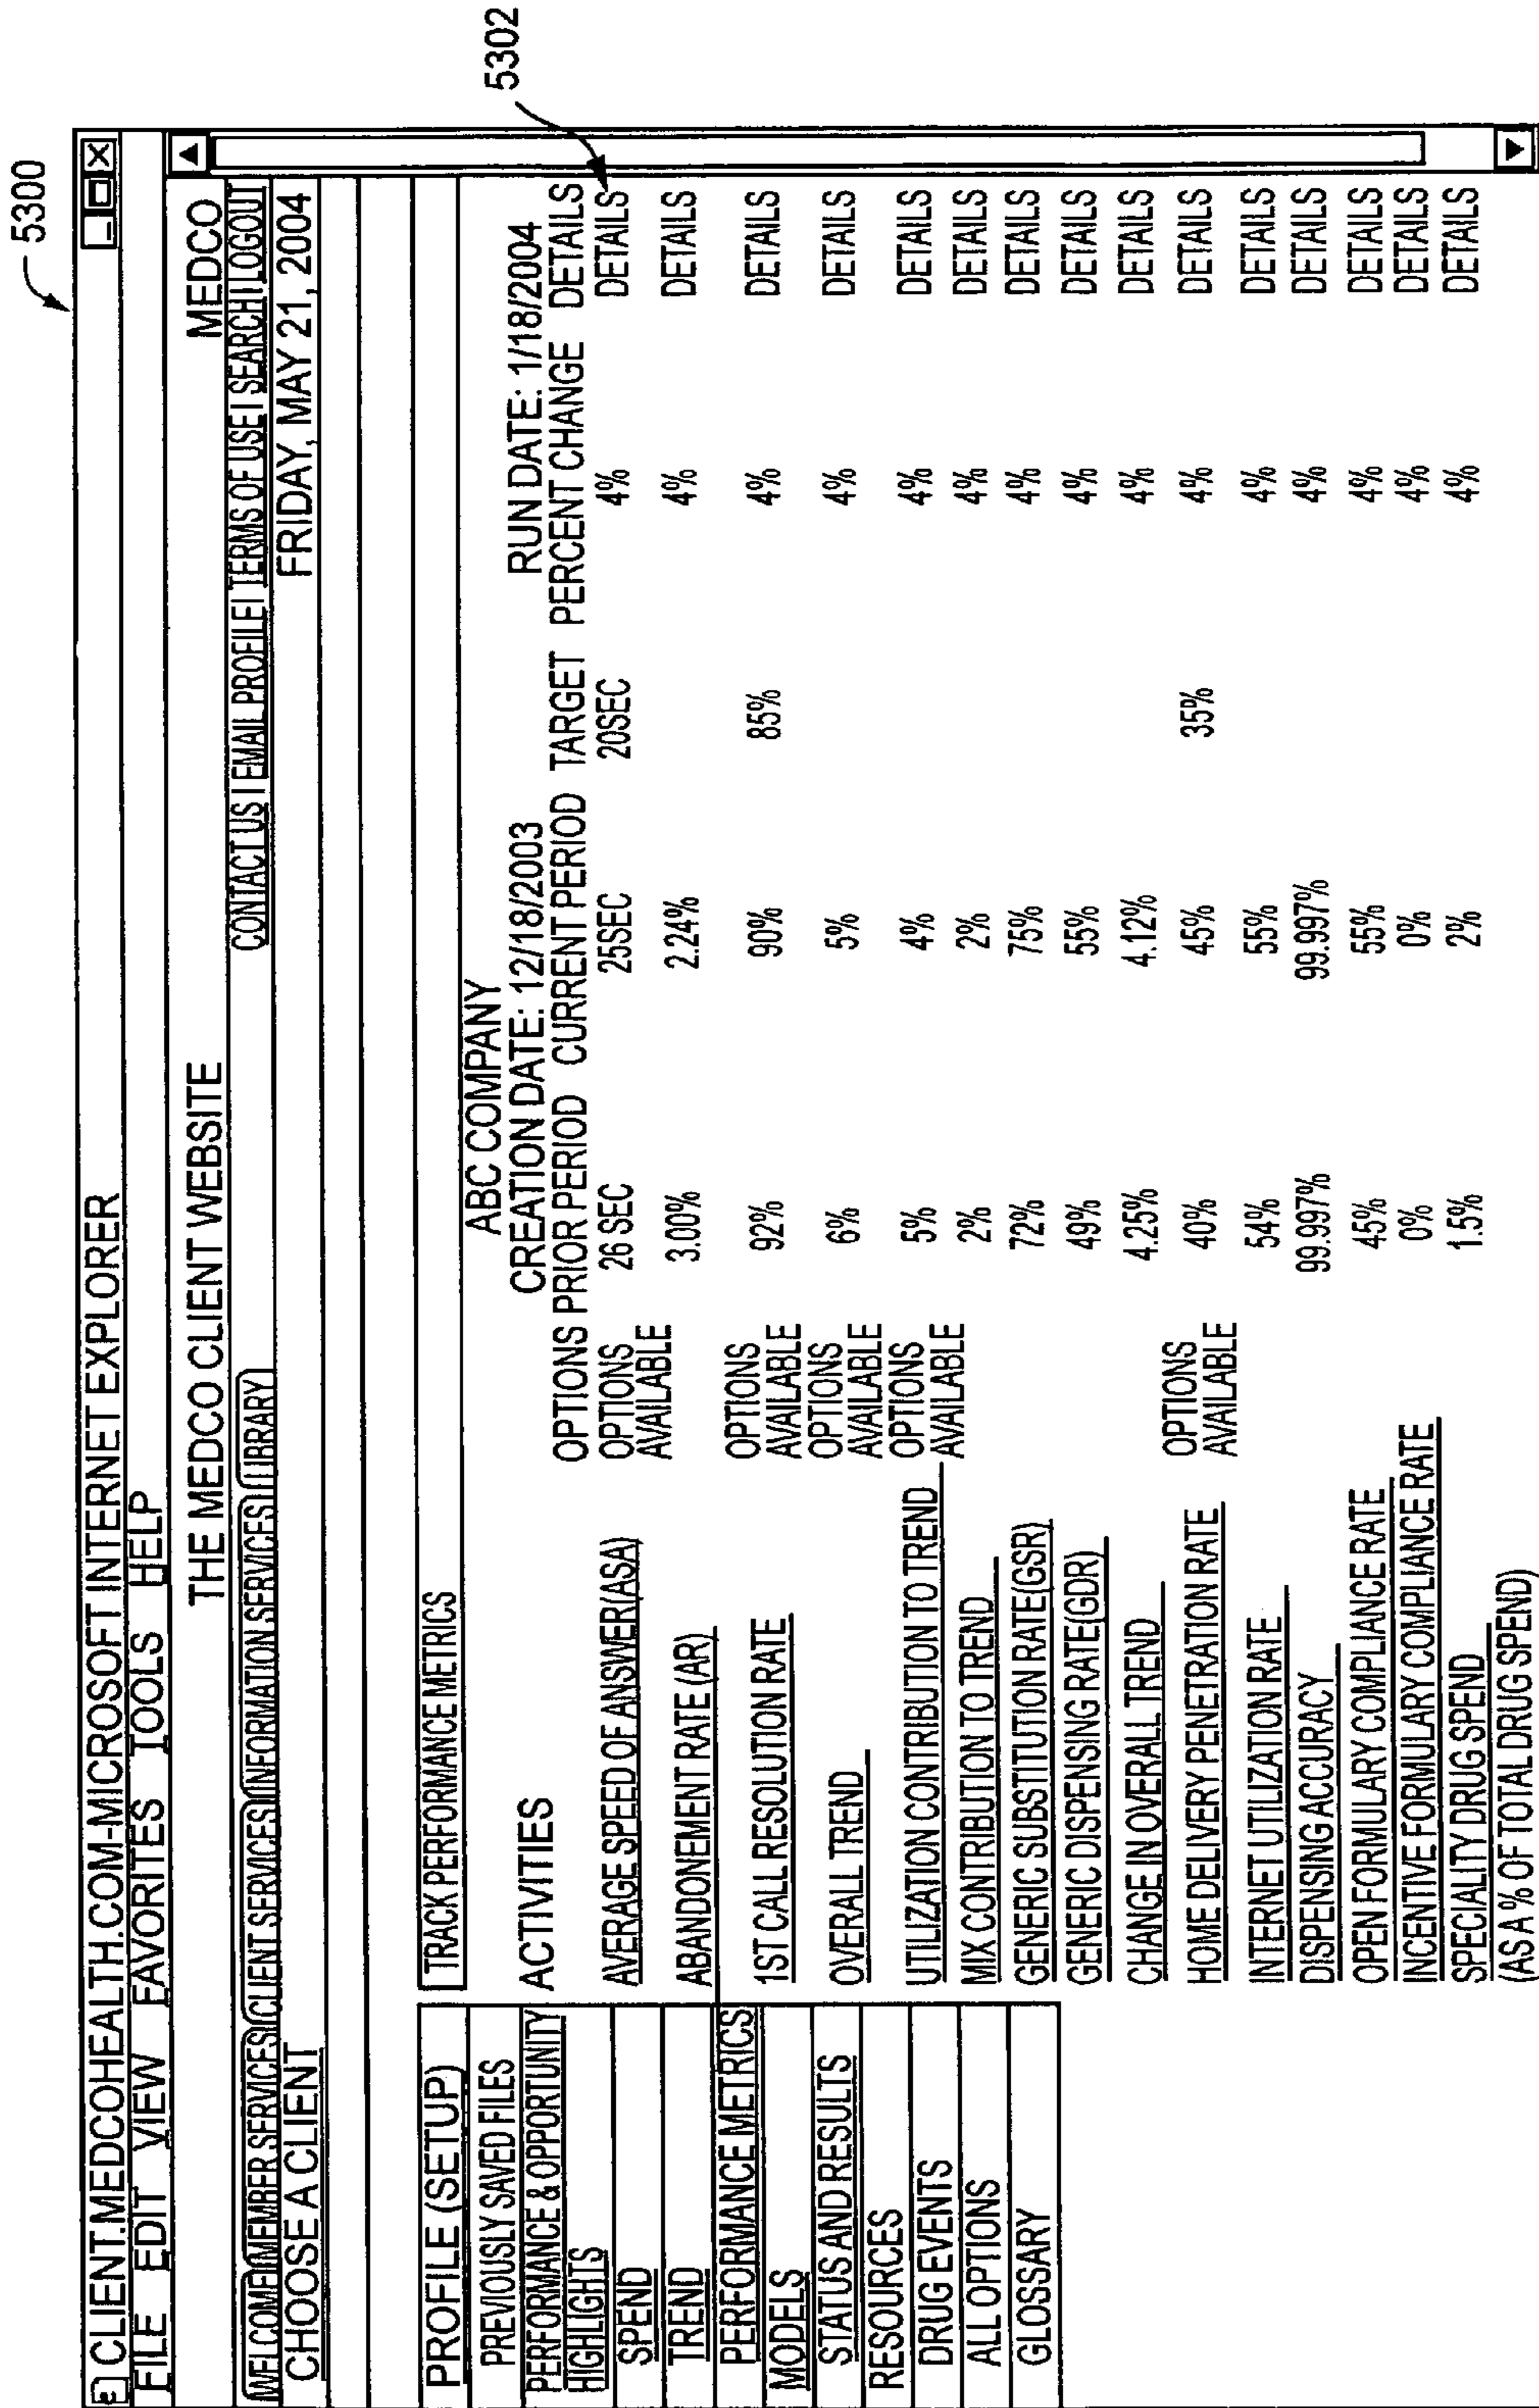 5300
CLIENT.MEDCOHEALTH.COM-MICROSOFT INTERNET EXPLORER
FILE EDIT VIEW FAVORITES TOOLS HELP
THE MEDCO CLIENT WEBSITE MEDCO
WELCOME MEMBER SERVICES CLIENT SERVICES INFORMATION SERVICES LIBRARY CONTACT US | EMAIL PROFILE | TERMS OF USE | SEARCH | LOGOUT
CHOOSE A CLIENT FRIDAY, MAY 21, 2004
PROFILE (SETUP)
PREVIOUSLY SAVED FILES
PERFORMANCE & OPPORTUNITY
HIGHLIGHTS
SPEND
TREND
PERFORMANCE METRICS
MODELS
STATUS AND RESULTS
RESOURCES
DRUG EVENTS
ALL OPTIONS
GLOSSARY
TRACK PERFORMANCE METRICS
ABC COMPANY
CREATION DATE: 12/18/2003 RUN DATE: 1/18/2004
ACTIVITIES OPTIONS PRIOR PERIOD CURRENT PERIOD TARGET PERCENT CHANGE DETAILS
AVERAGE SPEED OF ANSWER(ASA) OPTIONS AVAILABLE 26 SEC 25SEC 20SEC 4% DETAILS 5302
ABANDONEMENT RATE (AR) 3.00% 2.24% 4% DETAILS
1ST CALL RESOLUTION RATE OPTIONS AVAILABLE 92% 90% 85% 4% DETAILS
OVERALL TREND OPTIONS AVAILABLE 6% 5% 4% DETAILS
UTILIZATION CONTRIBUTION TO TREND OPTIONS AVAILABLE 5% 4% 4% DETAILS
MIX CONTRIBUTION TO TREND 2% 2% 4% DETAILS
GENERIC SUBSTITUTION RATE(GSR) 72% 75% 4% DETAILS
GENERIC DISPENSING RATE(GDR) 49% 55% 4% DETAILS
CHANGE IN OVERALL TREND 4.25% 4.12% 4% DETAILS
HOME DELIVERY PENETRATION RATE OPTIONS AVAILABLE 40% 45% 35% 4% DETAILS
INTERNET UTILIZATION RATE 54% 55% 4% DETAILS
DISPENSING ACCURACY 99.997% 99.997% 4% DETAILS
OPEN FORMULARY COMPLIANCE RATE 45% 55% 4% DETAILS
INCENTIVE FORMULARY COMPLIANCE RATE 0% 0% 4% DETAILS
SPECIALITY DRUG SPEND 1.5% 2% 4% DETAILS
(AS A % OF TOTAL DRUG SPEND)